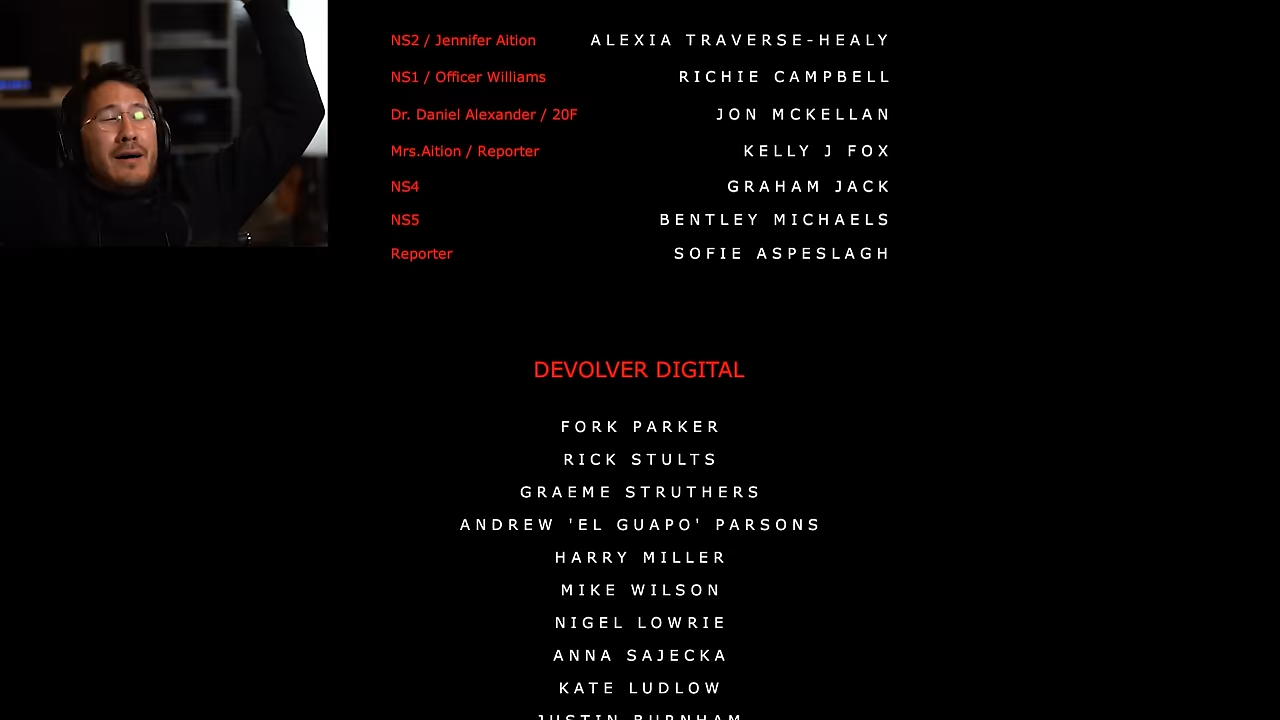 NS2 / Jennifer Aition ALEXIA TRAVERSE-HEALY
NS1 / Officer Williams RICHIE CAMPBELL
Dr. Daniel Alexander / 20F JON MCKELLAN
Mrs.Aition / Reporter KELLY J FOX
NS4 GRAHAM JACK
NS5 BENTLEY MICHAELS
Reporter SOFIE ASPESLAGH
DEVOLVER DIGITAL
FORK PARKER
RICK STULTS
GRAEME STRUTHERS
ANDREW 'EL GUAPO' PARSONS
HARRY MILLER
MIKE WILSON
NIGEL LOWRIE
ANNA SAJECKA
KATE LUDLOW
JUSTIN BURNHAM